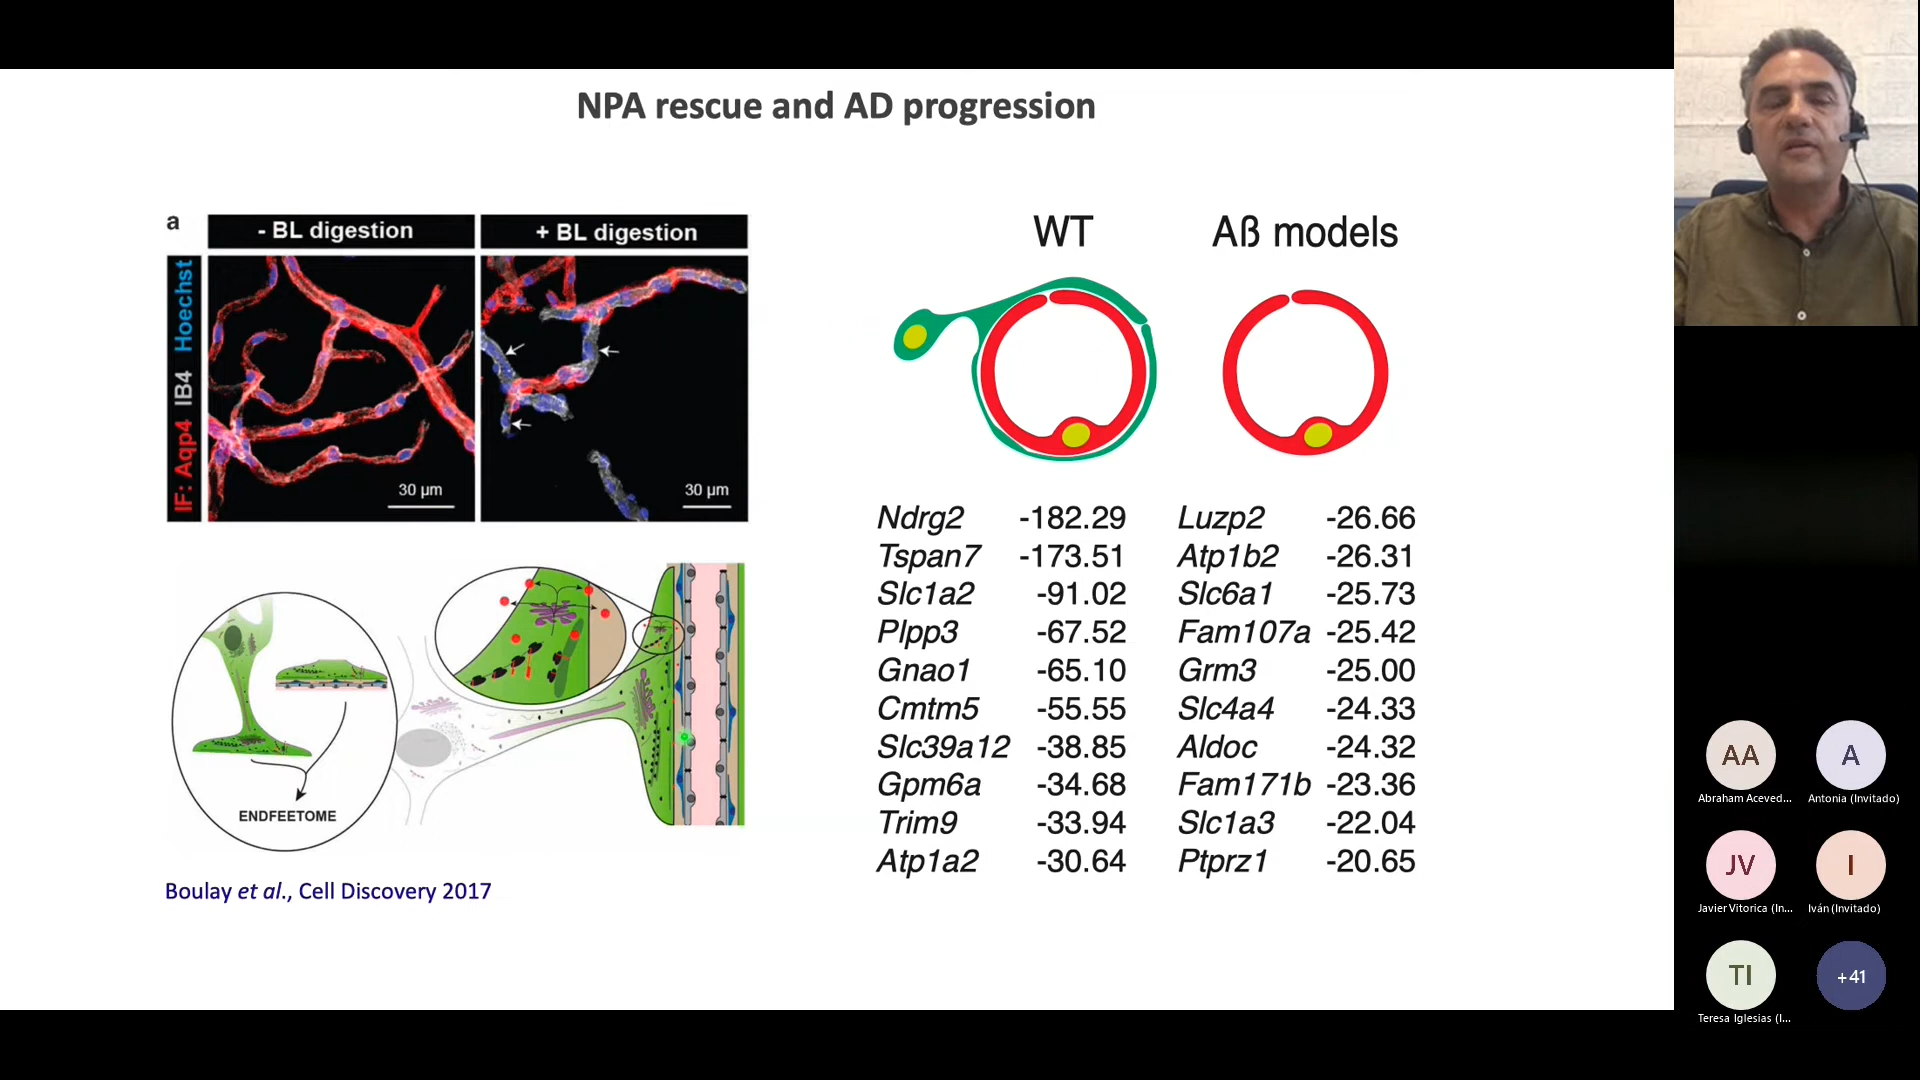 NPA rescue and AD progression
a
- BL digestion
+ BL digestion
IF: Aqp4 IB4 Hoechst
30 µm
30 µm
ENDFEETOME
Boulay et al., Cell Discovery 2017
WT
Aß models
Ndrg2 -182.29 Luzp2 -26.66
Tspan7 -173.51 Atp1b2 -26.31
Slc1a2 -91.02 Slc6a1 -25.73
Plpp3 -67.52 Fam107a -25.42
Gnao1 -65.10 Grm3 -25.00
Cmtm5 -55.55 Slc4a4 -24.33
Slc39a12 -38.85 Aldoc -24.32
Gpm6a -34.68 Fam171b -23.36
Trim9 -33.94 Slc1a3 -22.04
Atp1a2 -30.64 Ptprz1 -20.65
AA
Abraham Aceved...
A
Antonia (Invitado)
JV
Javier Vitorica (In...
I
Iván (Invitado)
TI
Teresa Iglesias (I...
+41